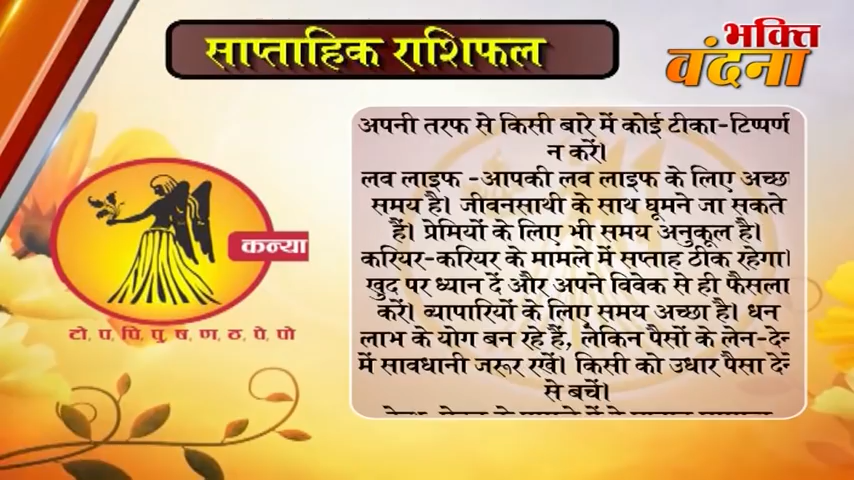 साप्ताहिक राशिफल
भक्ति
वंदना
अपनी तरफ से किसी बारे में कोई टीका-टिप्पण
न करें।
लव लाइफ -आपकी लव लाइफ के लिए अच्छ
समय है। जीवनसाथी के साथ घूमने जा सकते
हैं। प्रेमियों के लिए भी समय अनुकूल है।
करियर-करियर के मामले में सप्ताह ठीक रहेगा।
खुद पर ध्यान दें और अपने विवेक से ही फैसला
करें। व्यापारियों के लिए समय अच्छा है। धन
लाभ के योग बन रहे हैं, लेकिन पैसों के लेन-देन
में सावधानी जरूर रखें। किसी को उधार पैसा देने
से बचें।
कन्या
टो, प, पि, पु, ष, ण, ठ, पे, पो